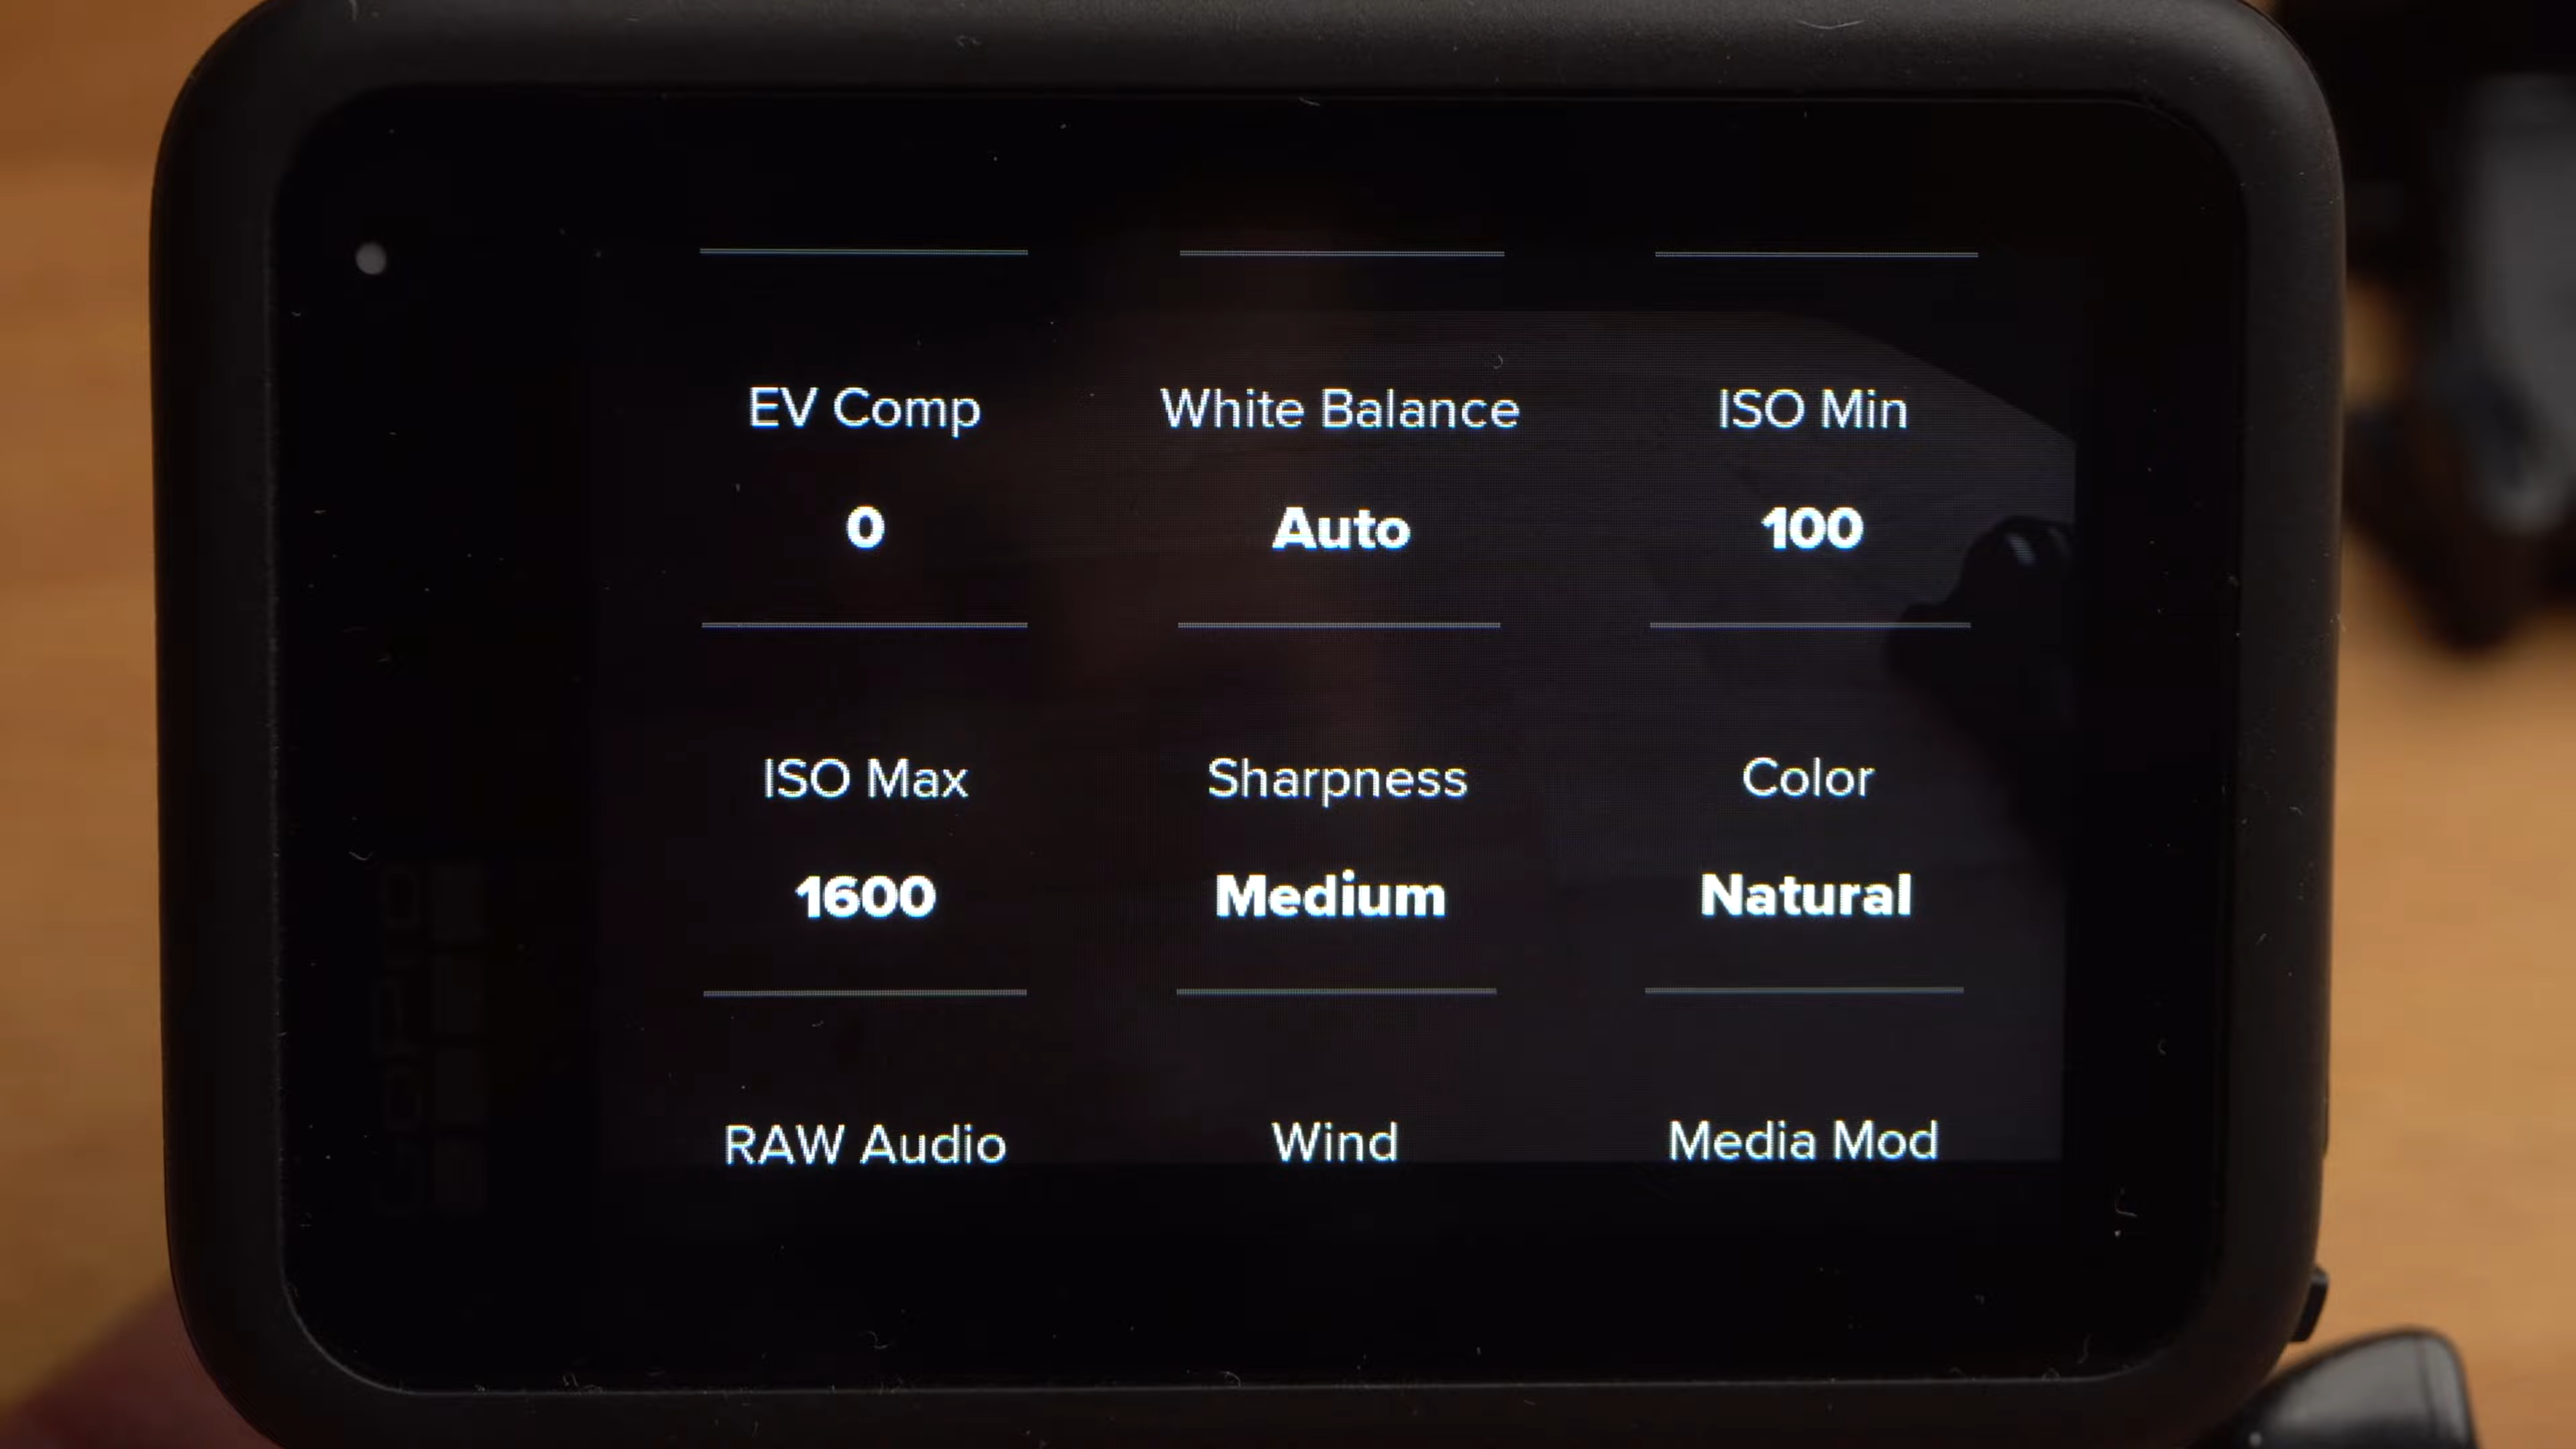 EV Comp
White Balance
ISO Min
0
Auto
100
ISO Max
Sharpness
Color
1600
Medium
Natural
RAW Audio
Wind
Media Mod
GoPro